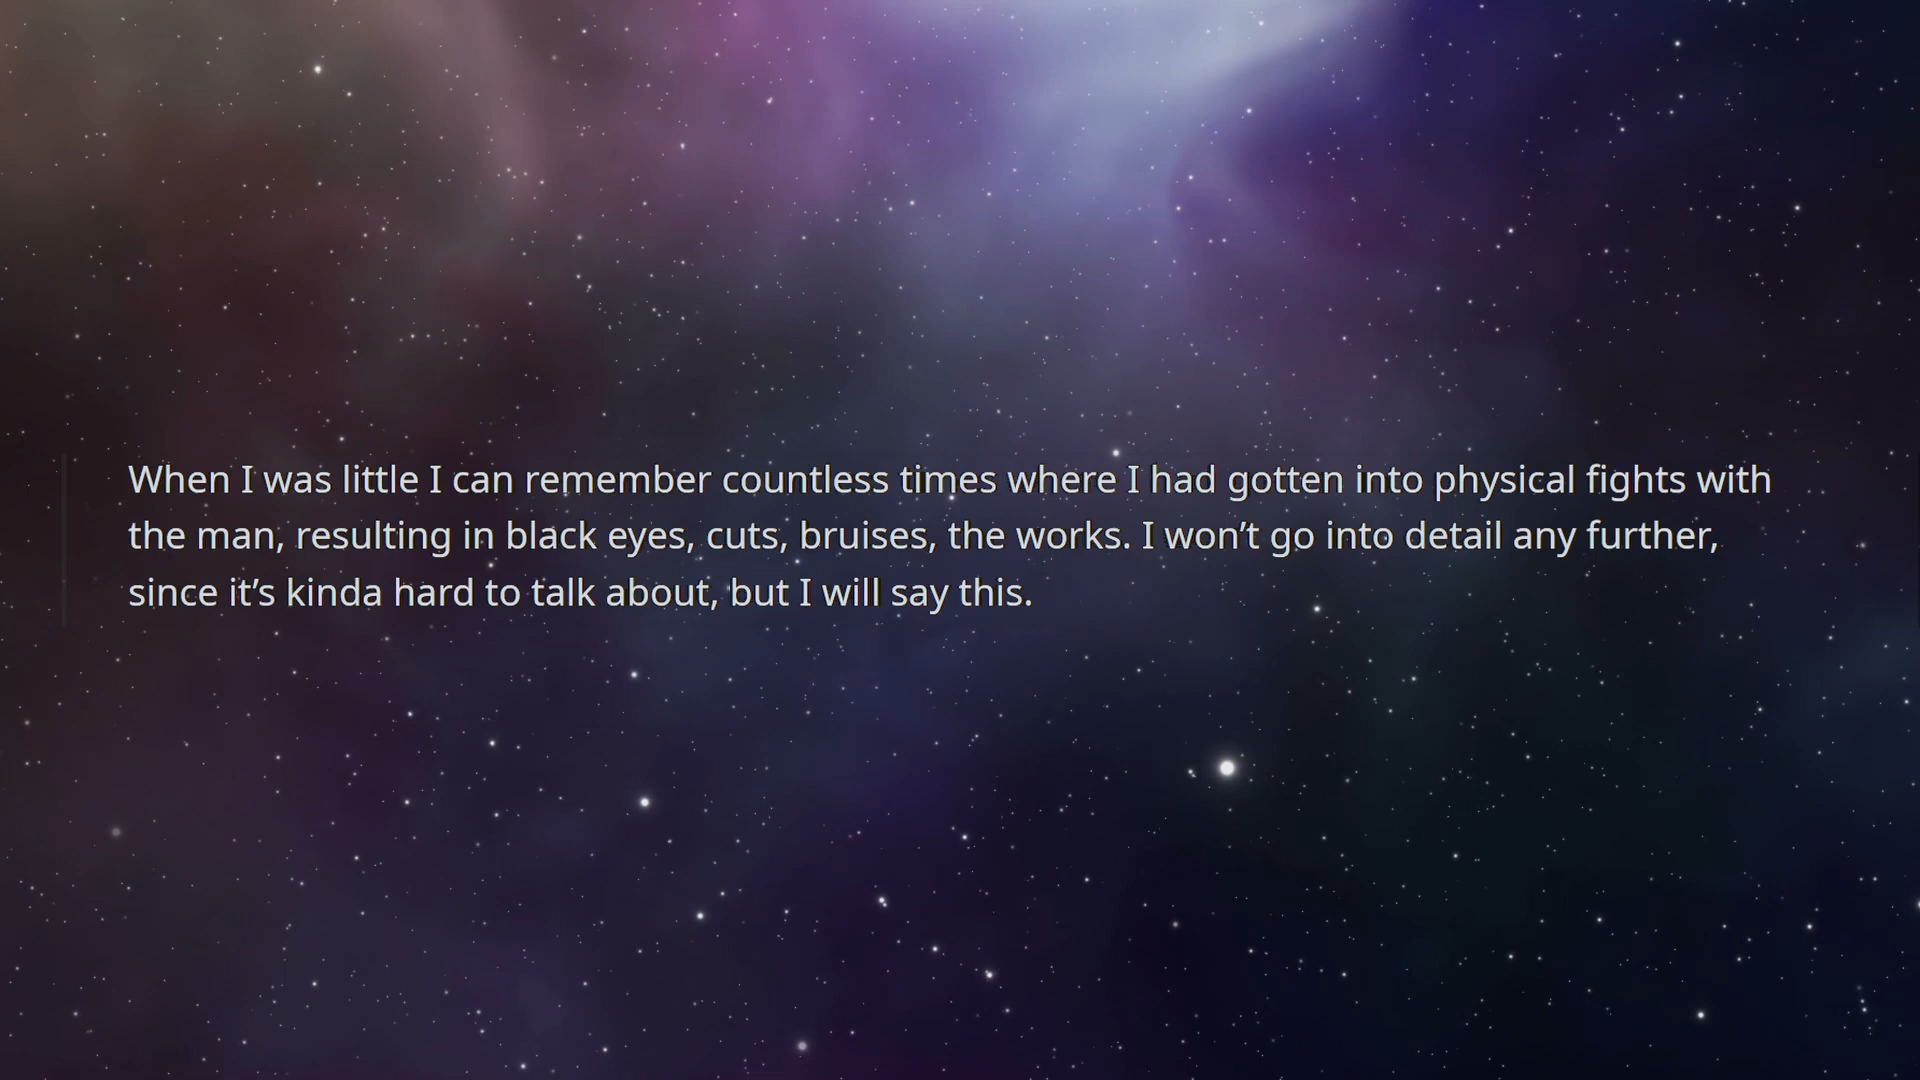 When I was little I can remember countless times where I had gotten into physical fights with
the man, resulting in black eyes, cuts, bruises, the works. I won’t go into detail any further,
since it’s kinda hard to talk about, but I will say this.